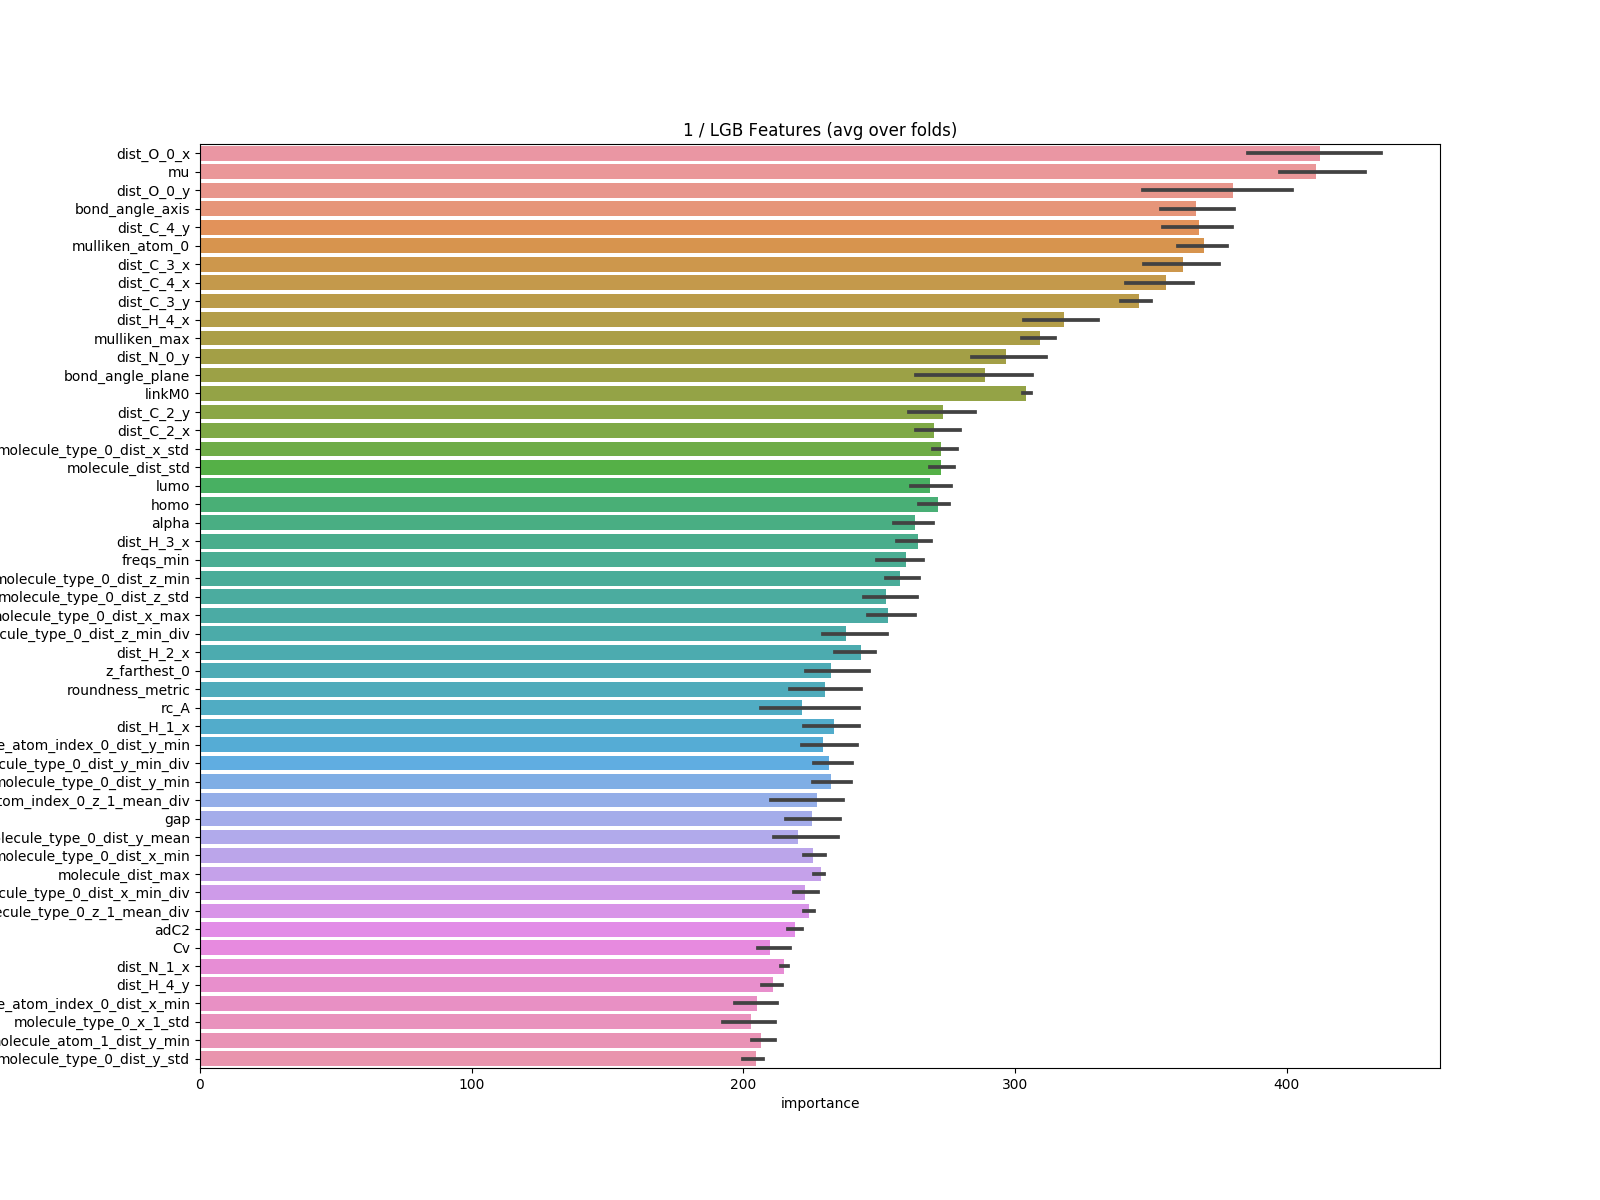 1 / LGB Features (avg over folds)
dist_O_0_x
mu
dist_O_0_y
bond_angle_axis
dist_C_4_y
mulliken_atom_0
dist_C_3_x
dist_C_4_x
dist_C_3_y
dist_H_4_x
mulliken_max
dist_N_0_y
bond_angle_plane
linkM0
dist_C_2_y
dist_C_2_x
molecule_type_0_dist_x_std
molecule_dist_std
lumo
homo
alpha
dist_H_3_x
freqs_min
molecule_type_0_dist_z_min
molecule_type_0_dist_z_std
molecule_type_0_dist_x_max
cule_type_0_dist_z_min_div
dist_H_2_x
z_farthest_0
roundness_metric
rc_A
dist_H_1_x
e_atom_index_0_dist_y_min
cule_type_0_dist_y_min_div
molecule_type_0_dist_y_min
tom_index_0_z_1_mean_div
gap
olecule_type_0_dist_y_mean
molecule_type_0_dist_x_min
molecule_dist_max
cule_type_0_dist_x_min_div
ecule_type_0_z_1_mean_div
adC2
Cv
dist_N_1_x
dist_H_4_y
e_atom_index_0_dist_x_min
molecule_type_0_x_1_std
olecule_atom_1_dist_y_min
molecule_type_0_dist_y_std
0 100 200 300 400
importance